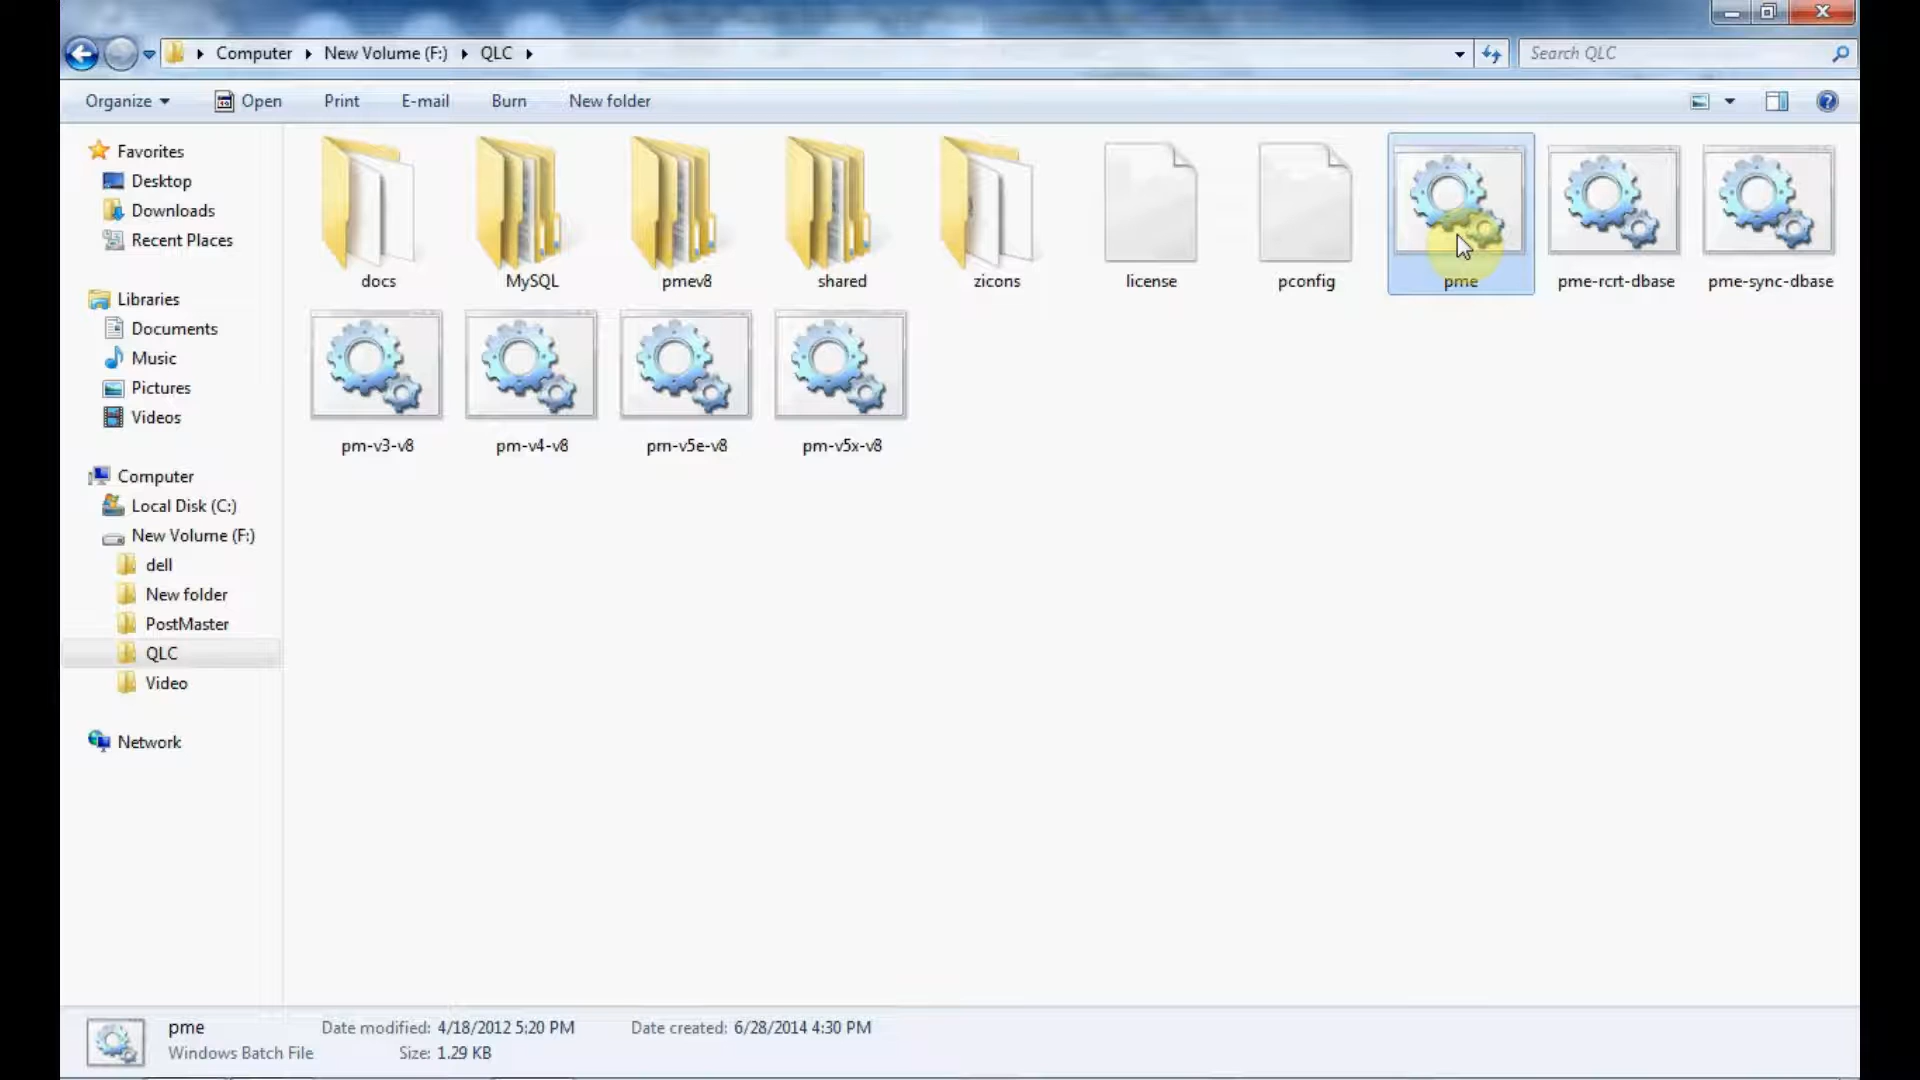 Computer New Volume (F:) QLC
Search QLC
Organize Open Print E-mail Burn New folder
Favorites
Desktop
Downloads
Recent Places
Libraries
Documents
Music
Pictures
Videos
Computer
Local Disk (C:)
New Volume (F:)
dell
New folder
PostMaster
QLC
Video
Network
docs MySQL pmev8 shared zicons license pconfig pme pme-rcrt-dbase pme-sync-dbase
pm-v3-v8 pm-v4-v8 pm-v5e-v8 pm-v5x-v8
pme Date modified: 4/18/2012 5:20 PM Date created: 6/28/2014 4:30 PM
Windows Batch File Size: 1.29 KB